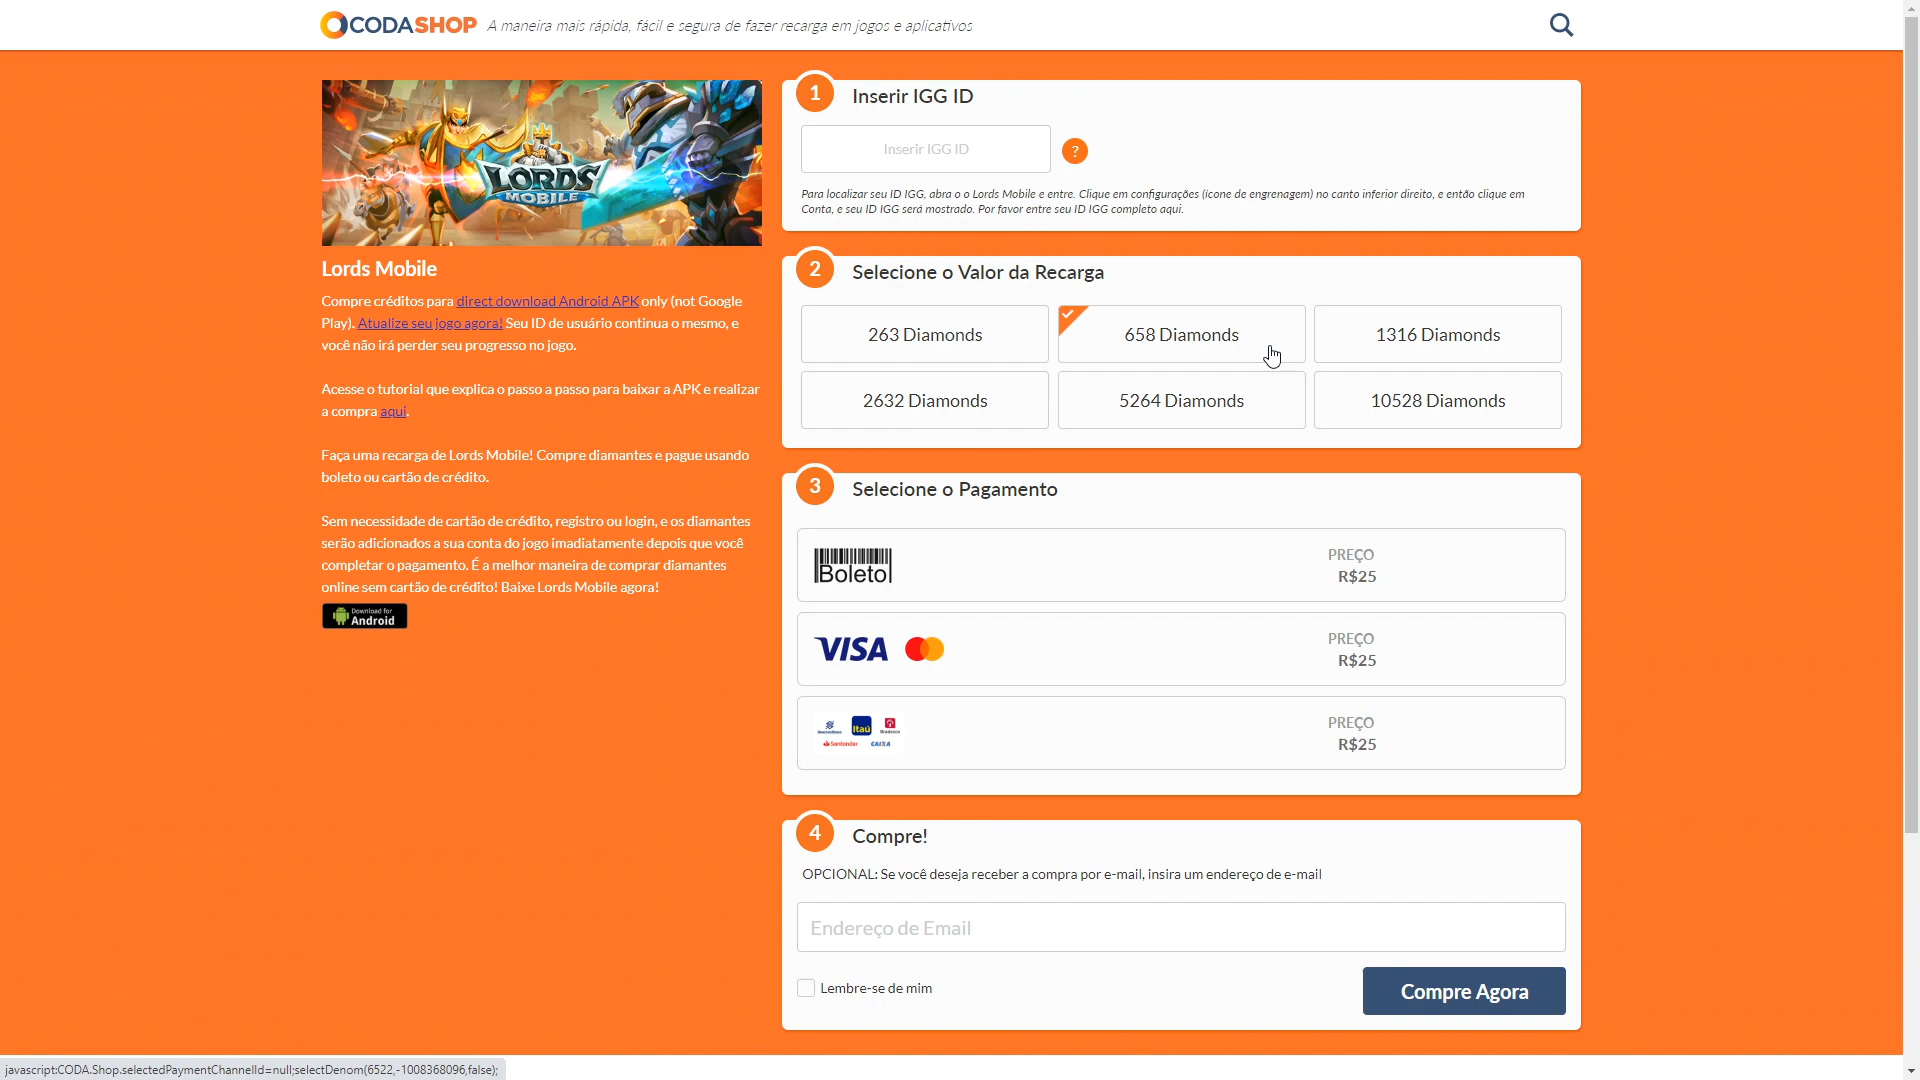 CODASHOP A maneira mais rápida, fácil e segura de fazer recarga em jogos e aplicativos
LORDS
MOBILE
Lords Mobile
Compre créditos para direct download Android APK only (not Google
Play). Atualize seu jogo agora! Seu ID de usuário continua o mesmo, e
você não irá perder seu progresso no jogo.
Acesse o tutorial que explica o passo a passo para baixar a APK e realizar
a compra aqui.
Faça uma recarga de Lords Mobile! Compre diamantes e pague usando
boleto ou cartão de crédito.
Sem necessidade de cartão de crédito, registro ou login, e os diamantes
serão adicionados a sua conta do jogo imadiatamente depois que você
completar o pagamento. É a melhor maneira de comprar diamantes
online sem cartão de crédito! Baixe Lords Mobile agora!
Download for
Android
1 Inserir IGG ID
Inserir IGG ID ?
Para localizar seu ID IGG, abra o o Lords Mobile e entre. Clique em configurações (ícone de engrenagem) no canto inferior direito, e então clique em
Conta, e seu ID IGG será mostrado. Por favor entre seu ID IGG completo aqui.
2 Selecione o Valor da Recarga
263 Diamonds 658 Diamonds 1316 Diamonds
2632 Diamonds 5264 Diamonds 10528 Diamonds
3 Selecione o Pagamento
Boleto PREÇO
R$25
VISA PREÇO
R$25
Itaú Bradesco PREÇO
Santander CAIXA R$25
4 Compre!
OPCIONAL: Se você deseja receber a compra por e-mail, insira um endereço de e-mail
Endereço de Email
Lembre-se de mim Compre Agora
javascript:CODA.Shop.selectedPaymentChannelId=null;selectDenom(6522,-1008368096,false);